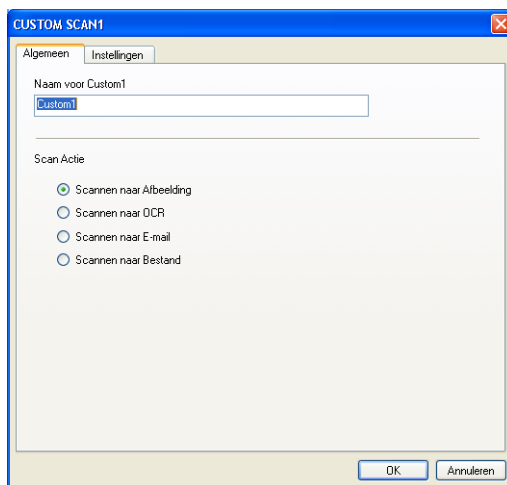 CUSTOM SCAN1
Algemeen Instellingen
Naam voor Custom1
Custom1
Scan Actie
Scannen naar Afbeelding
Scannen naar OCR
Scannen naar E-mail
Scannen naar Bestand
OK Annuleren